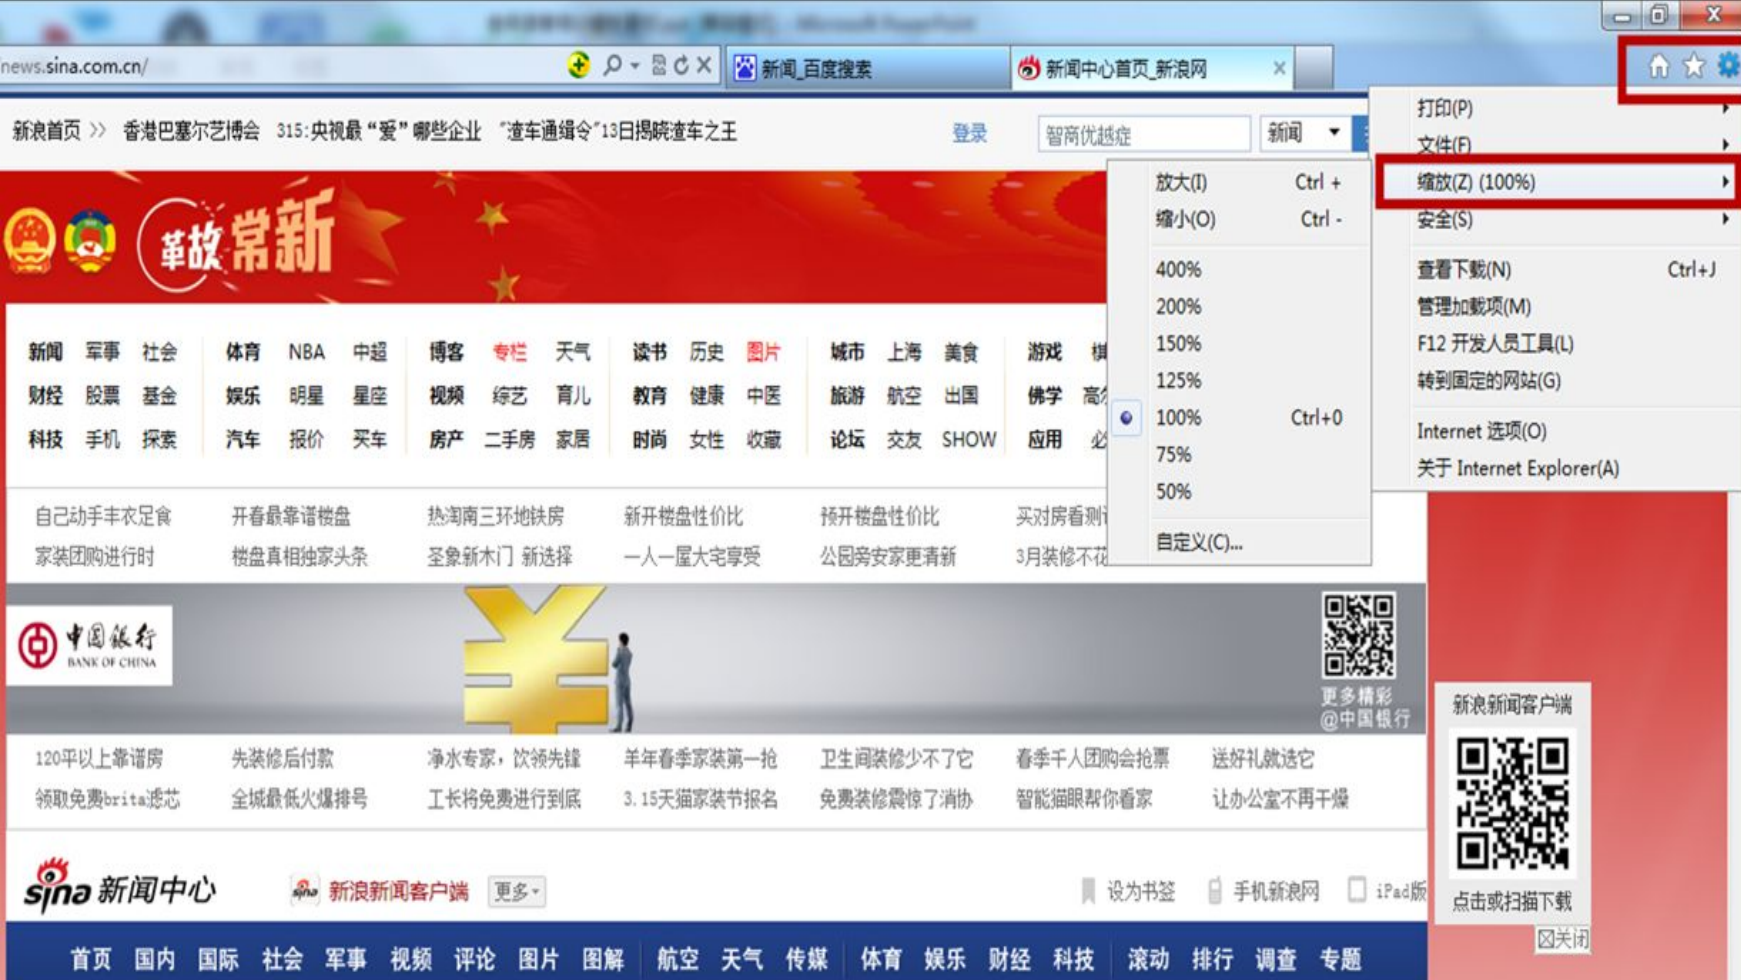 news.sina.com.cn/
新闻_百度搜索
新闻中心首页_新浪网
新浪首页 >> 香港巴塞尔艺博会 315:央视最“爱”哪些企业 "渣车通缉令"13日揭晓渣车之王
登录
智商优越症
新闻
打印(P)
文件(F)
缩放(Z) (100%)
安全(S)
查看下载(N) Ctrl+J
管理加载项(M)
F12 开发人员工具(L)
转到固定的网站(G)
Internet 选项(O)
关于 Internet Explorer(A)
放大(I) Ctrl +
缩小(O) Ctrl -
400%
200%
150%
125%
100% Ctrl+0
75%
50%
自定义(C)...
革故常新
新闻 军事 社会 体育 NBA 中超 博客 专栏 天气 读书 历史 图片 城市 上海 美食 游戏
财经 股票 基金 娱乐 明星 星座 视频 综艺 育儿 教育 健康 中医 旅游 航空 出国 佛学
科技 手机 探索 汽车 报价 买车 房产 二手房 家居 时尚 女性 收藏 论坛 交友 SHOW 应用 必
自己动手丰衣足食 开春最靠谱楼盘 热淘南三环地铁房 新开楼盘性价比 预开楼盘性价比 买对房看测
家装团购进行时 楼盘真相独家头条 圣象新木门 新选择 一人一屋大宅享受 公园旁安家更清新 3月装修不花
中国银行
BANK OF CHINA
更多精彩
@中国银行
120平以上靠谱房 先装修后付款 净水专家，饮领先锋 羊年春季家装第一抢 卫生间装修少不了它 春季千人团购会抢票 送好礼就选它
领取免费brita滤芯 全城最低火爆排号 工长将免费进行到底 3.15天猫家装节报名 免费装修震惊了消协 智能猫眼帮你看家 让办公室不再干燥
新浪新闻客户端
点击或扫描下载
关闭
sina 新闻中心
sina 新浪新闻客户端 更多
设为书签 手机新浪网 iPad版
首页 国内 国际 社会 军事 视频 评论 图片 图解 航空 天气 传媒 体育 娱乐 财经 科技 滚动 排行 调查 专题